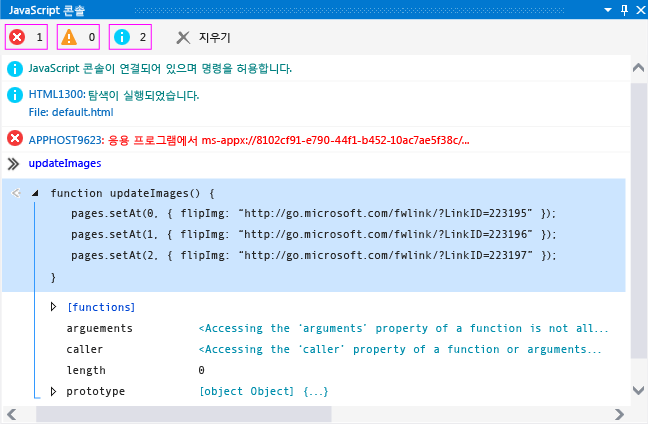 JavaScript 콘솔
1 0 2 지우기
JavaScript 콘솔이 연결되어 있으며 명령을 허용합니다.
HTML1300: 탐색이 실행되었습니다.
File: default.html
APPHOST9623: 응용 프로그램에서 ms-appx://8102cf91-e790-44f1-b452-10ac7ae5f38c/...
updateImages
function updateImages() {
pages.setAt(0, { flipImg: "http://go.microsoft.com/fwlink/?LinkID=223195" });
pages.setAt(1, { flipImg: "http://go.microsoft.com/fwlink/?LinkID=223196" });
pages.setAt(2, { flipImg: "http://go.microsoft.com/fwlink/?LinkID=223197" });
}
[functions]
arguements <Accessing the 'arguments' property of a function is not all...
caller <Accessing the 'caller' property of a function or arguments...
length 0
prototype [object Object] {...}